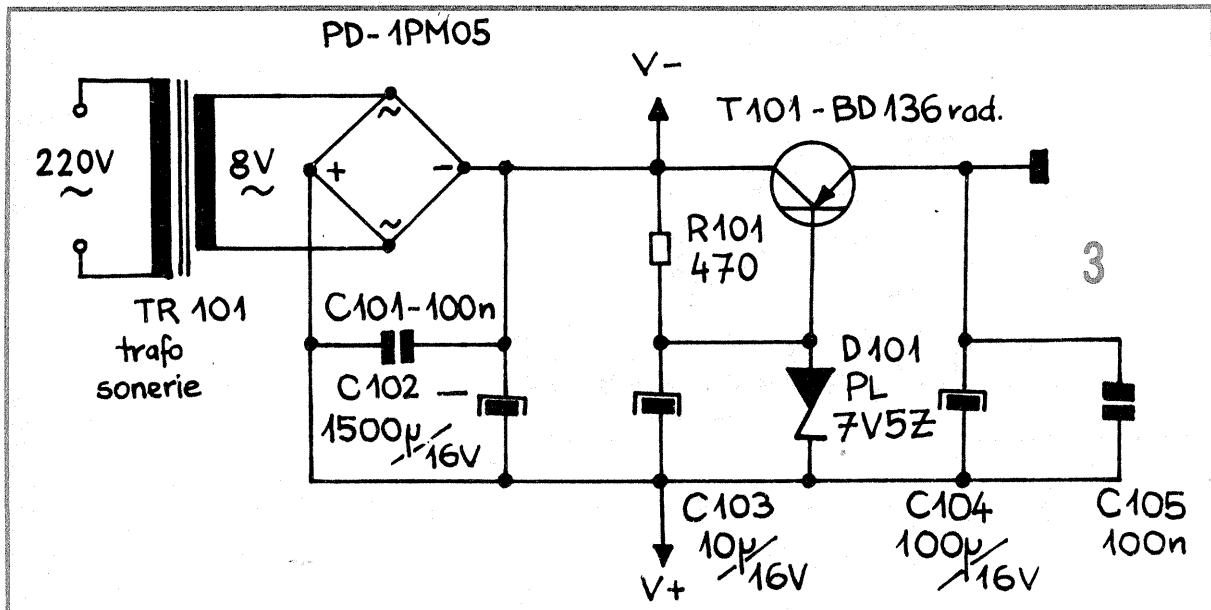 PD-1PM05
V-
T101-BD136 rad.
220V
~
8V
~
~
+
-
~
R101
470
3
TR 101
trafo
sonerie
C101-100n
C102
1500µ/16V
D101
PL
7V5Z
C103
10µ/16V
C104
100µ/16V
C105
100n
V+